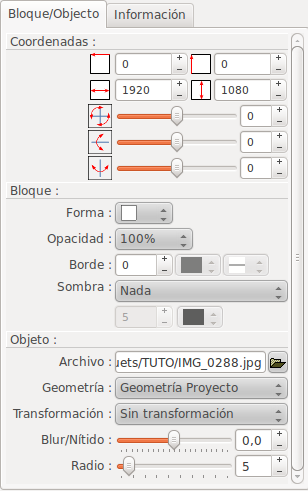 Bloque/Objeto Información
Coordenadas :
0 0
1920 1080
0
0
0
Bloque :
Forma :
Opacidad : 100%
Borde : 0
Sombra : Nada
5
Objeto :
Archivo : uets/TUTO/IMG_0288.jpg
Geometría : Geometría Proyecto
Transformación : Sin transformación
Blur/Nítido : 0,0
Radio : 5